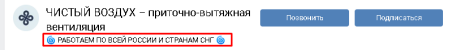 ЧИСТЫЙ ВОЗДУХ – приточно-вытяжная
вентиляция
🌀 РАБОТАЕМ ПО ВСЕЙ РОССИИ И СТРАНАМ СНГ 🌀
Позвонить
Подписаться